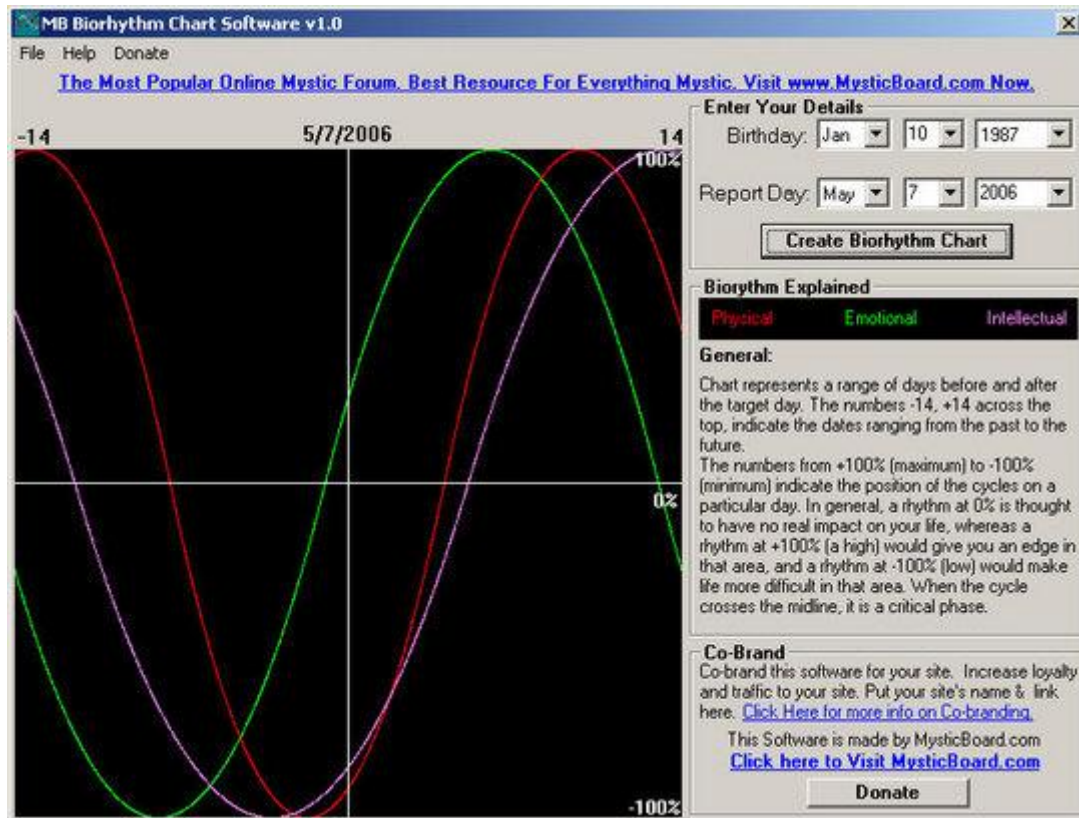 MB Biorhythm Chart Software v1.0
File Help Donate
The Most Popular Online Mystic Forum. Best Resource For Everything Mystic. Visit www.MysticBoard.com Now.
-14 5/7/2006 14
100%
0%
-100%
Enter Your Details
Birthday: Jan 10 1987
Report Day: May 7 2006
Create Biorhythm Chart
Biorythm Explained
Physical Emotional Intellectual
General:
Chart represents a range of days before and after
the target day. The numbers -14, +14 across the
top, indicate the dates ranging from the past to the
future.
The numbers from +100% (maximum) to -100%
(minimum) indicate the position of the cycles on a
particular day. In general, a rhythm at 0% is thought
to have no real impact on your life, whereas a
rhythm at +100% (a high) would give you an edge in
that area, and a rhythm at -100% (low) would make
life more difficult in that area. When the cycle
crosses the midline, it is a critical phase.
Co-Brand
Co-brand this software for your site. Increase loyalty
and traffic to your site. Put your site's name & link
here. Click Here for more info on Co-branding.
This Software is made by MysticBoard.com
Click here to Visit MysticBoard.com
Donate